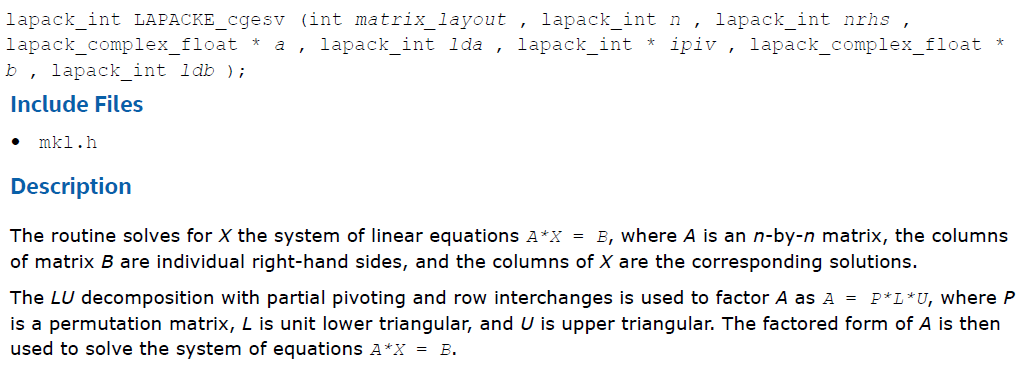 lapack_int LAPACKE_cgesv (int matrix_layout , lapack_int n , lapack_int nrhs ,
lapack_complex_float * a , lapack_int lda , lapack_int * ipiv , lapack_complex_float *
b , lapack_int ldb );
Include Files
• mkl.h
Description
The routine solves for X the system of linear equations A*X = B, where A is an n-by-n matrix, the columns
of matrix B are individual right-hand sides, and the columns of X are the corresponding solutions.
The LU decomposition with partial pivoting and row interchanges is used to factor A as A = P*L*U, where P
is a permutation matrix, L is unit lower triangular, and U is upper triangular. The factored form of A is then
used to solve the system of equations A*X = B.